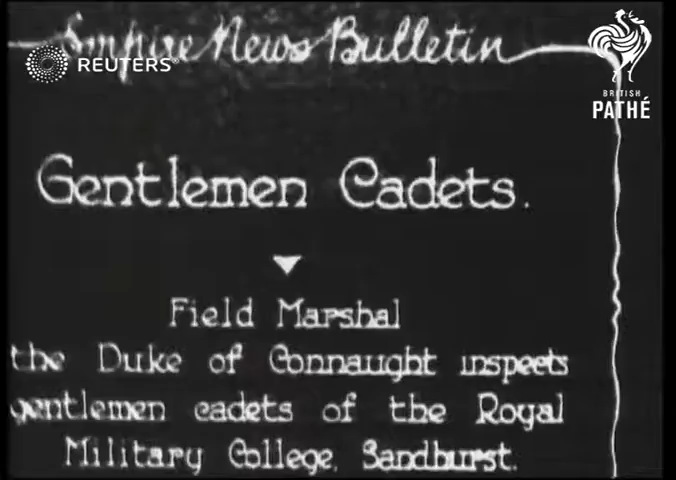 Empire News Bulletin
REUTERS
BRITISH
PATHÉ
Gentlemen Cadets.
Field Marshal
the Duke of Connaught inspects
gentlemen cadets of the Royal
Military College, Sandhurst.